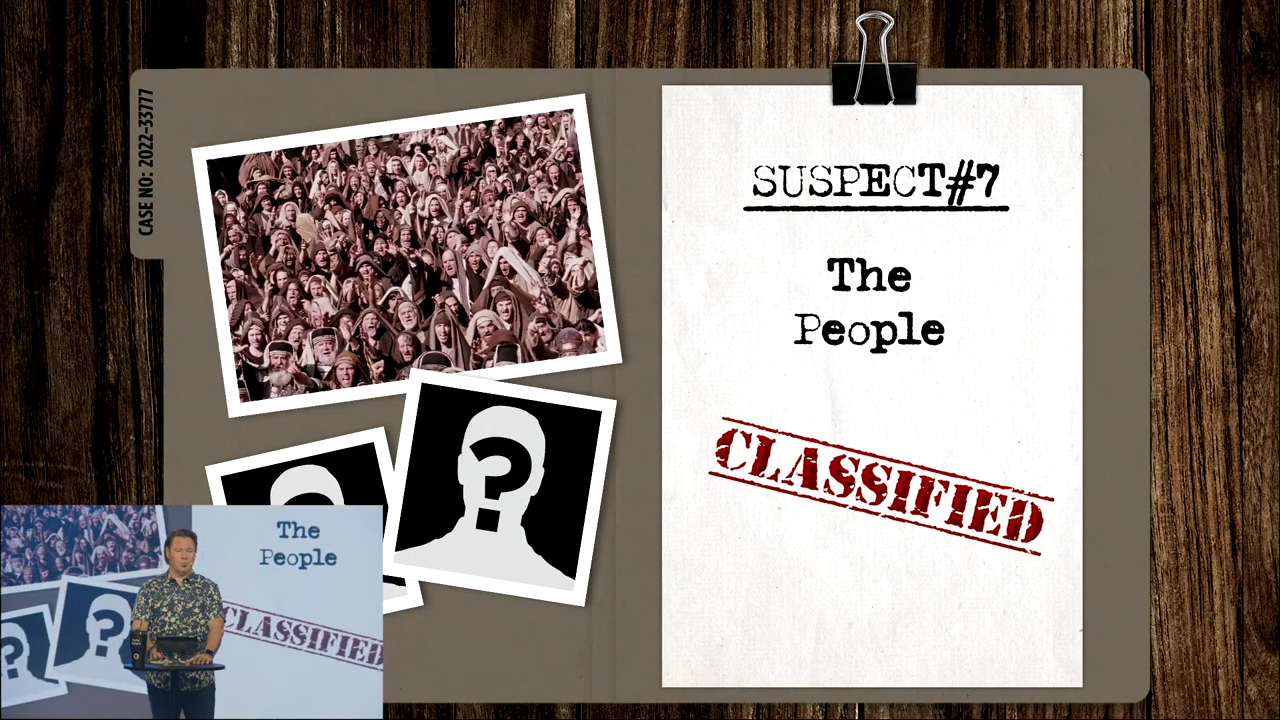 CASE NO: 2022-33777
SUSPECT#7
The
People
CLASSIFIED
?
?
The
People
CLASSIFIED
?
?